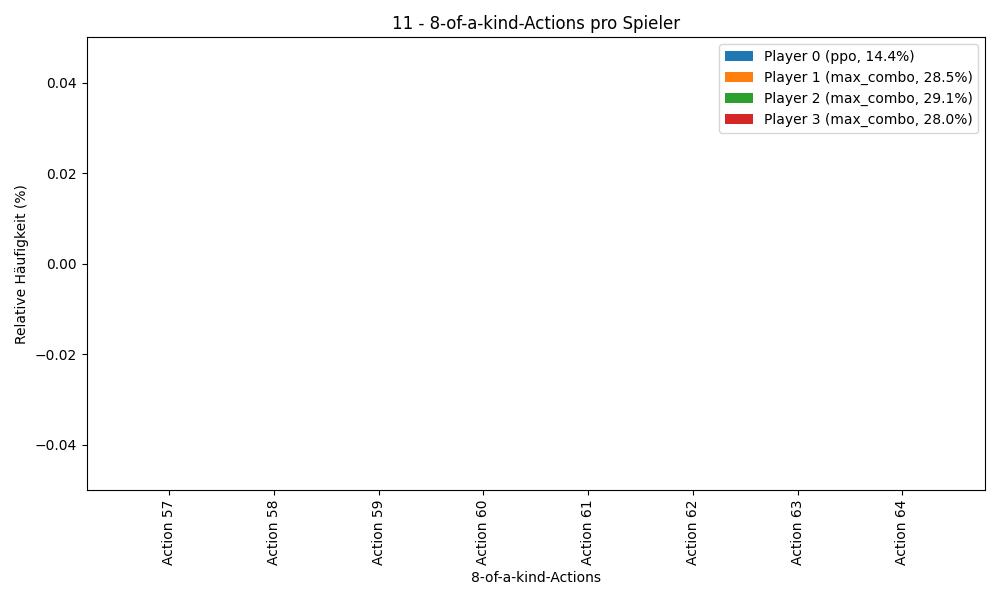 11 - 8-of-a-kind-Actions pro Spieler
Player 0 (ppo, 14.4%)
Player 1 (max_combo, 28.5%)
Player 2 (max_combo, 29.1%)
Player 3 (max_combo, 28.0%)
Relative Häufigkeit (%)
0.04
0.02
0.00
−0.02
−0.04
Action 57
Action 58
Action 59
Action 60
Action 61
Action 62
Action 63
Action 64
8-of-a-kind-Actions